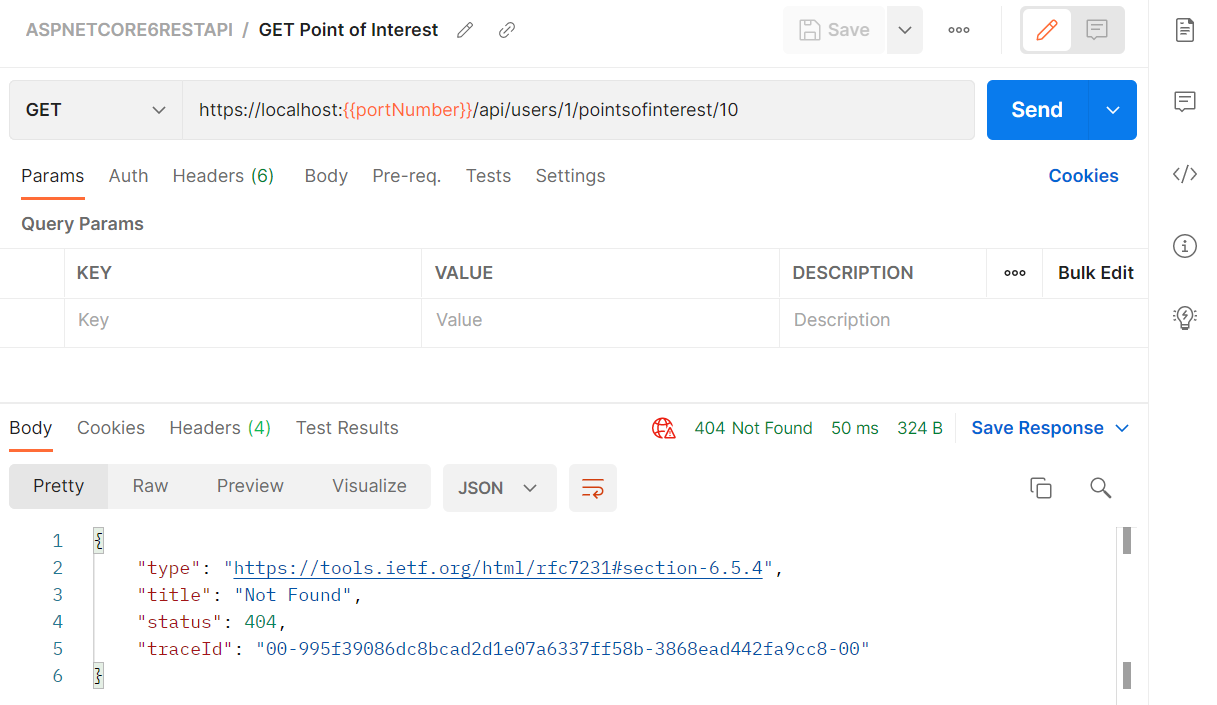 ASPNETCORE6RESTAPI / GET Point of Interest Save
GET https://localhost:{{portNumber}}/api/users/1/pointsofinterest/10 Send
Params Auth Headers (6) Body Pre-req. Tests Settings Cookies
Query Params
KEY VALUE DESCRIPTION Bulk Edit
Key Value Description
Body Cookies Headers (4) Test Results 404 Not Found 50 ms 324 B Save Response
Pretty Raw Preview Visualize JSON
1 {
2 "type": "https://tools.ietf.org/html/rfc7231#section-6.5.4",
3 "title": "Not Found",
4 "status": 404,
5 "traceId": "00-995f39086dc8bcad2d1e07a6337ff58b-3868ead442fa9cc8-00"
6 }